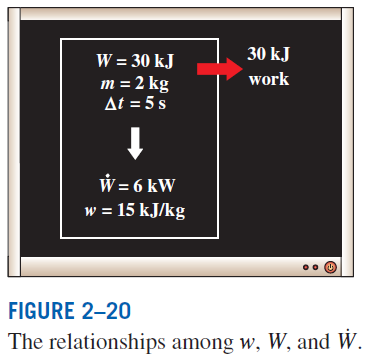 W = 30 kJ
m = 2 kg
Δt = 5 s
30 kJ
work
Ẇ = 6 kW
w = 15 kJ/kg
FIGURE 2–20
The relationships among w, W, and Ẇ.